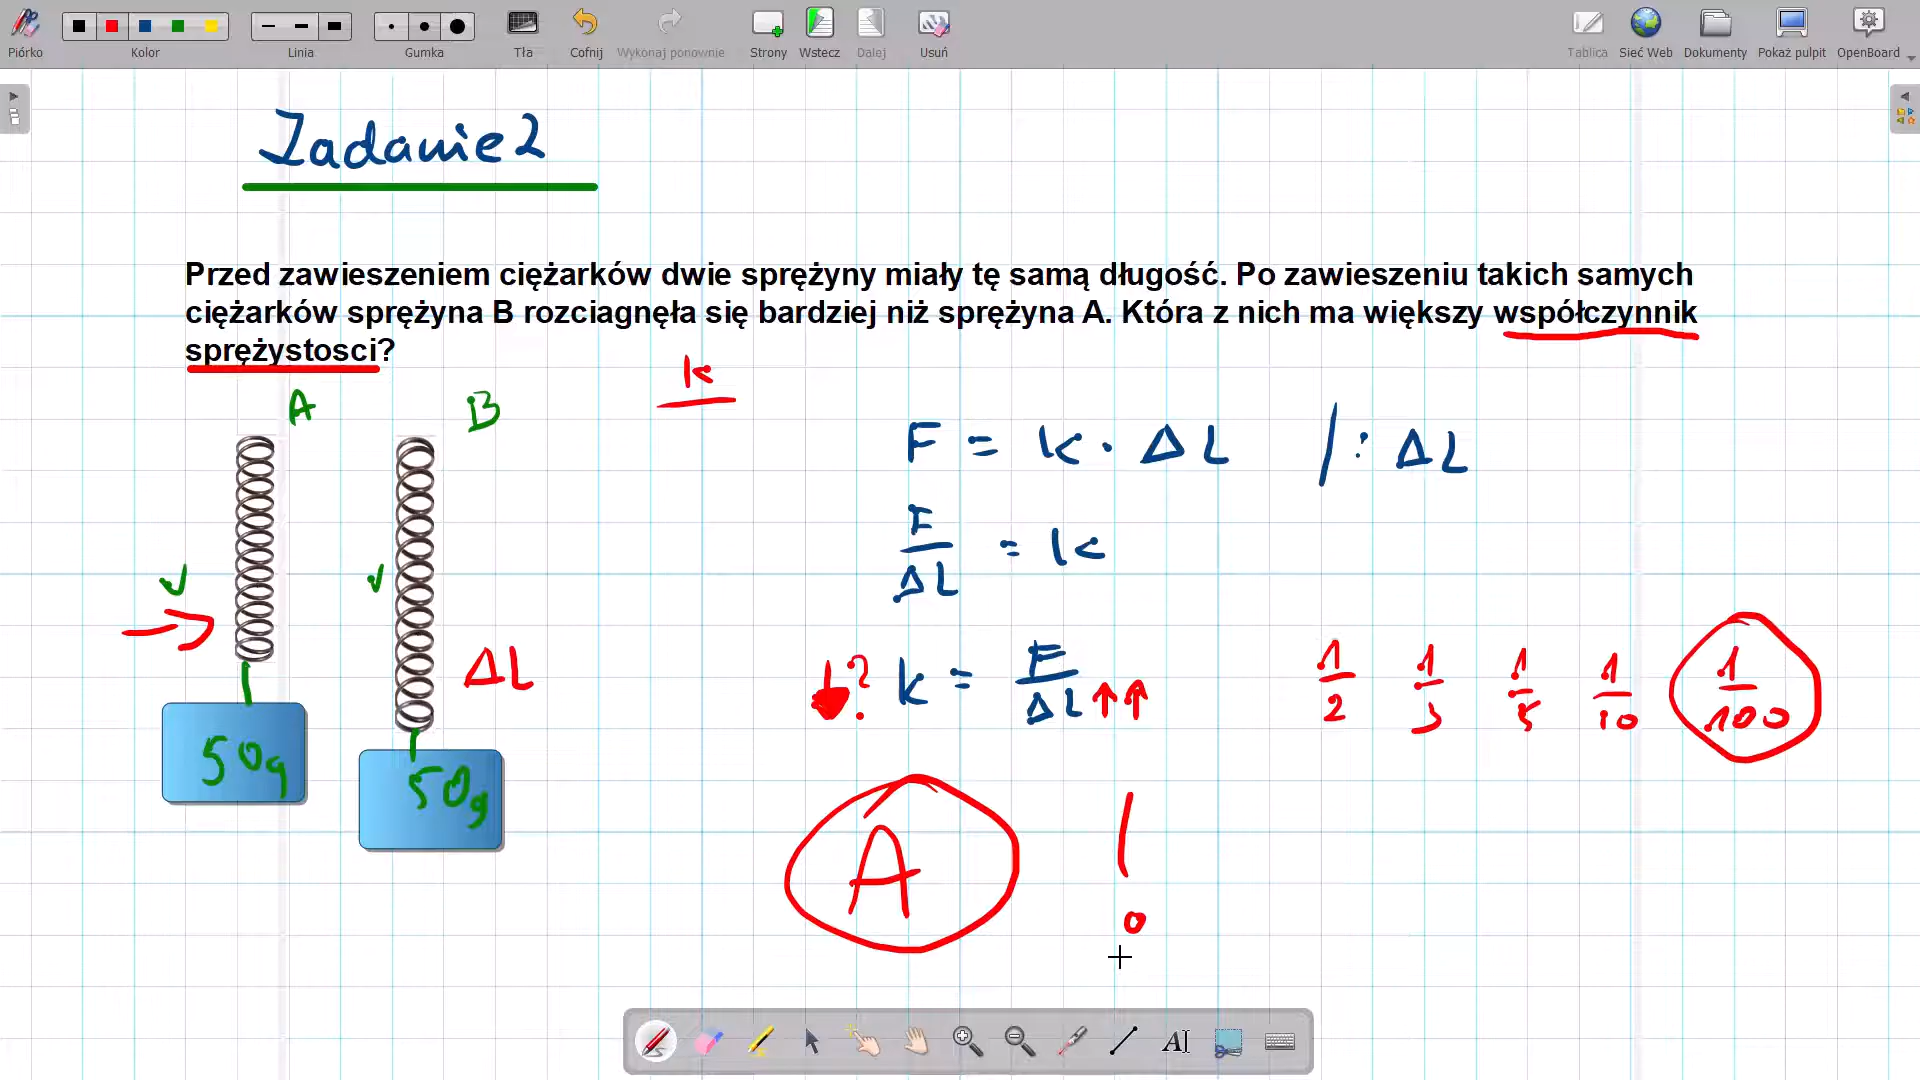 Piórko Kolor Linia Gumka Tła Cofnij Wykonaj ponownie Strony Wstecz Dalej Usuń Tablica Sieć Web Dokumenty Pokaż pulpit OpenBoard
Zadanie 2
Przed zawieszeniem ciężarków dwie sprężyny miały tę samą długość. Po zawieszeniu takich samych
ciężarków sprężyna B rozciagnęła się bardziej niż sprężyna A. Która z nich ma większy współczynnik
sprężystosci?
k
A B
F = k · ΔL / : ΔL
F/ΔL = k
ΔL
↓? k = F/ΔL ↑↑
1/2 1/3 1/5 1/10 1/100
50g
50g
A !